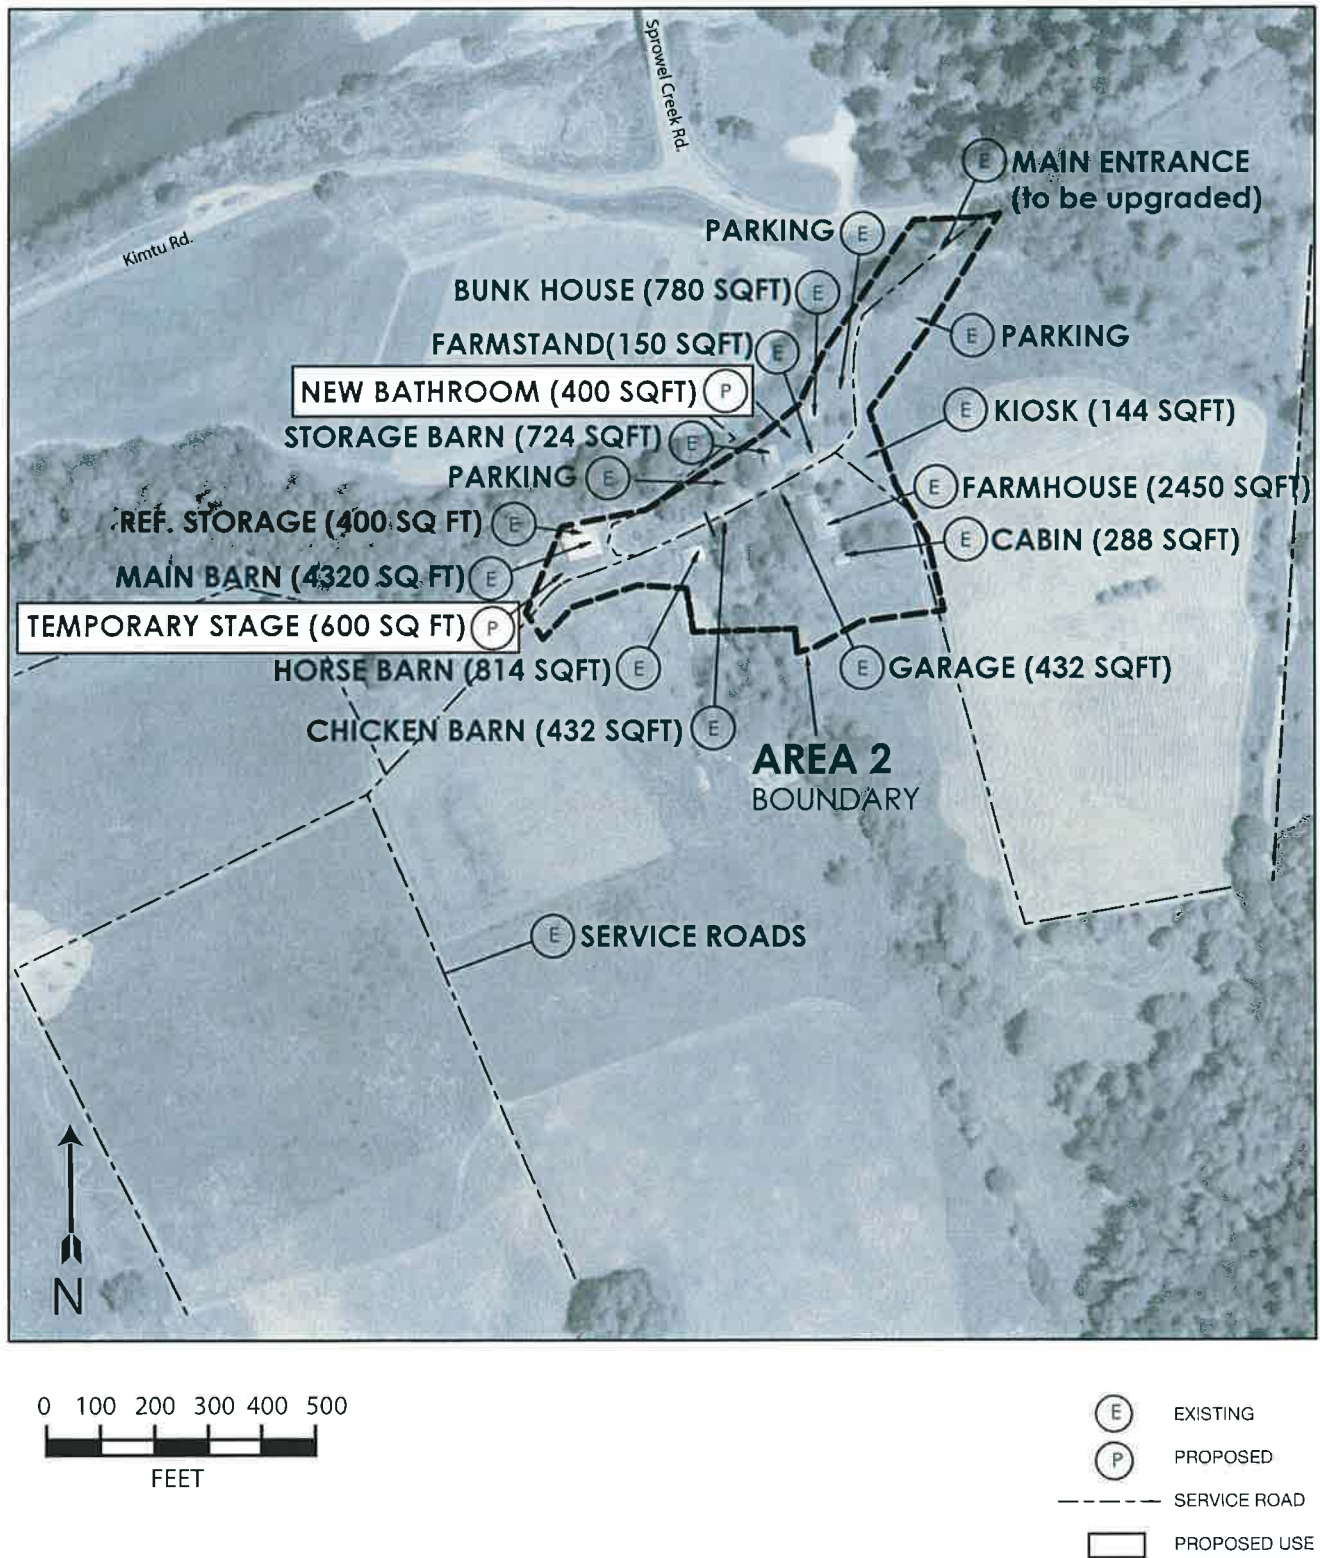 Sprowel Creek Rd.
E MAIN ENTRANCE
(to be upgraded)
PARKING E
Kimtu Rd.
BUNK HOUSE (780 SQFT) E
E PARKING
FARMSTAND(150 SQFT) E
NEW BATHROOM (400 SQFT) P
E KIOSK (144 SQFT)
STORAGE BARN (724 SQFT) E
PARKING E
E FARMHOUSE (2450 SQFT)
REF. STORAGE (400 SQ FT) E
E CABIN (288 SQFT)
MAIN BARN (4320 SQ FT) E
TEMPORARY STAGE (600 SQ FT) P
HORSE BARN (814 SQFT) E
E GARAGE (432 SQFT)
CHICKEN BARN (432 SQFT) E
AREA 2
BOUNDARY
E SERVICE ROADS
N
0 100 200 300 400 500
FEET
E EXISTING
P PROPOSED
SERVICE ROAD
PROPOSED USE